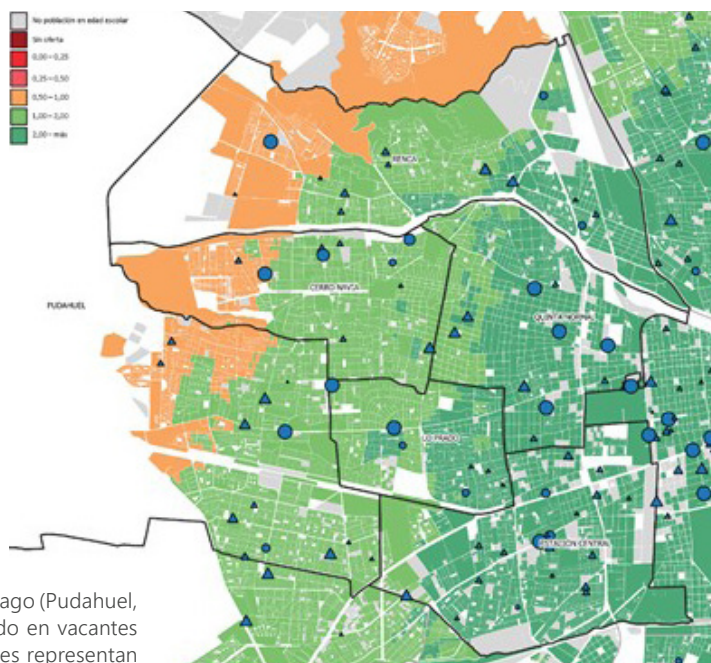 No población en edad escolar
Sin oferta
0,00 - 0,25
0,25 - 0,50
0,50 - 1,00
1,00 - 2,00
2,00 - más
RENCA
CERRO NAVIA
PUDAHUEL
QUINTA NORMAL
LO PRADO
ESTACION CENTRAL
ago (Pudahuel,
do en vacantes
es representan